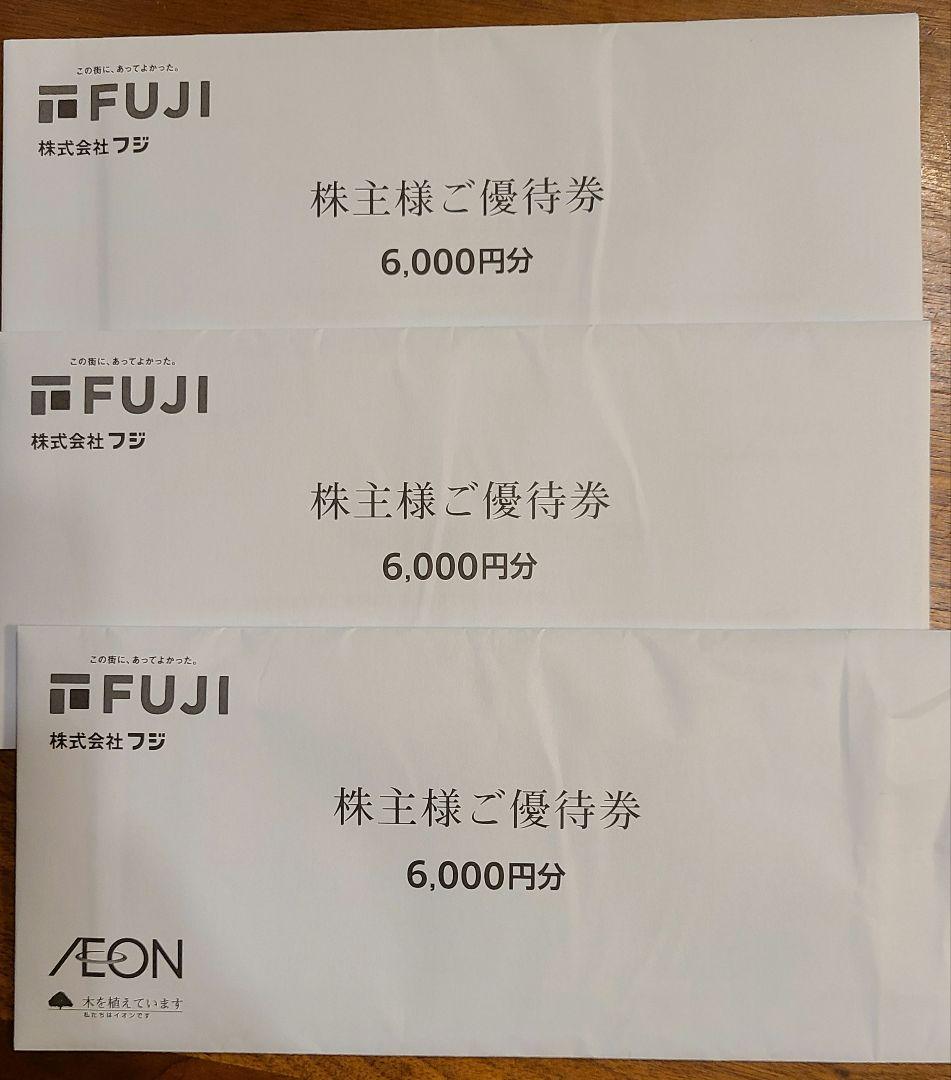 この街に、あってよかった。
FUJI
株式会社フジ
株主様ご優待券
6,000円分
この街に、あってよかった。
FUJI
株式会社フジ
株主様ご優待券
6,000円分
この街に、あってよかった。
FUJI
株式会社フジ
株主様ご優待券
6,000円分
ÆON
木を植えています
私たちはイオンです